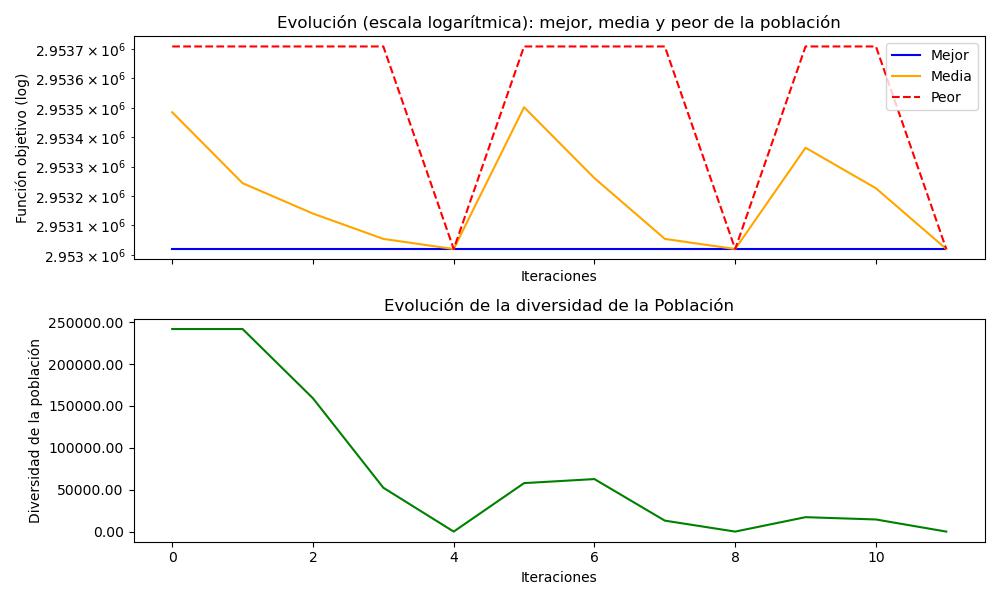 Evolución (escala logarítmica): mejor, media y peor de la población
Función objetivo (log)
2.9537 × 10⁶
2.9536 × 10⁶
2.9535 × 10⁶
2.9534 × 10⁶
2.9533 × 10⁶
2.9532 × 10⁶
2.9531 × 10⁶
2.953 × 10⁶
Mejor
Media
Peor
Iteraciones
Evolución de la diversidad de la Población
Diversidad de la población
250000.00
200000.00
150000.00
100000.00
50000.00
0.00
0 2 4 6 8 10
Iteraciones